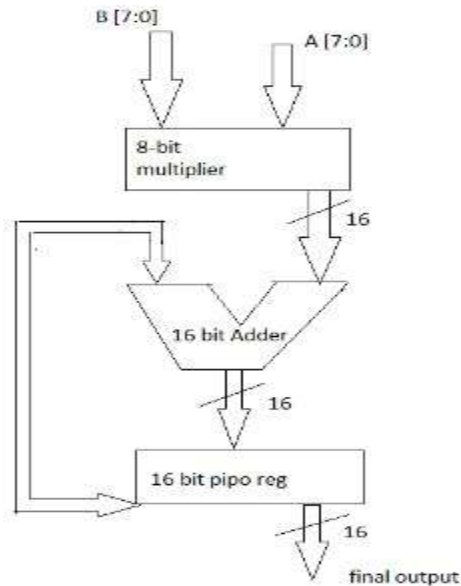 B [7:0]
A [7:0]
8-bit
multiplier
16
16 bit Adder
16
16 bit pipo reg
16
final output